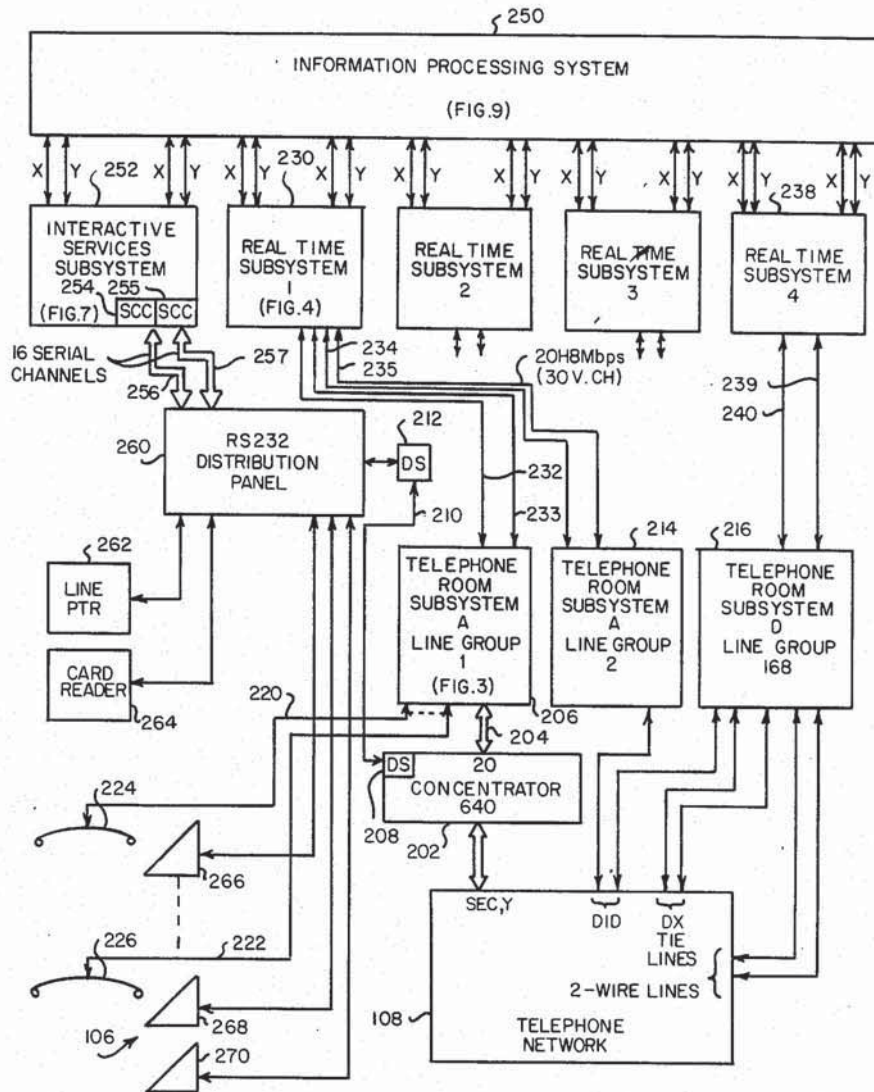 250
INFORMATION PROCESSING SYSTEM
(FIG.9)
X Y X Y X Y X Y X Y X Y X Y X Y X Y X Y
252
230
238
INTERACTIVE
SERVICES
SUBSYSTEM
254 255
(FIG.7) SCC SCC
REAL TIME
SUBSYSTEM
1
(FIG.4)
REAL TIME
SUBSYSTEM
2
REAL TIME
SUBSYSTEM
3
REAL TIME
SUBSYSTEM
4
16 SERIAL
CHANNELS
257
256
234
235
20H8Mbps
(30 V. CH)
239
240
260
RS232
DISTRIBUTION
PANEL
212
DS
210
232
233
214
216
262
LINE
PTR
CARD
READER
264
TELEPHONE
ROOM
SUBSYSTEM
A
LINE GROUP
1
(FIG.3)
TELEPHONE
ROOM
SUBSYSTEM
A
LINE GROUP
2
TELEPHONE
ROOM
SUBSYSTEM
D
LINE GROUP
168
220
206
204
DS
20
CONCENTRATOR
640
208
202
224
266
SEC,Y
DID
DX
TIE
LINES
2-WIRE LINES
226
222
268
106
270
108
TELEPHONE
NETWORK